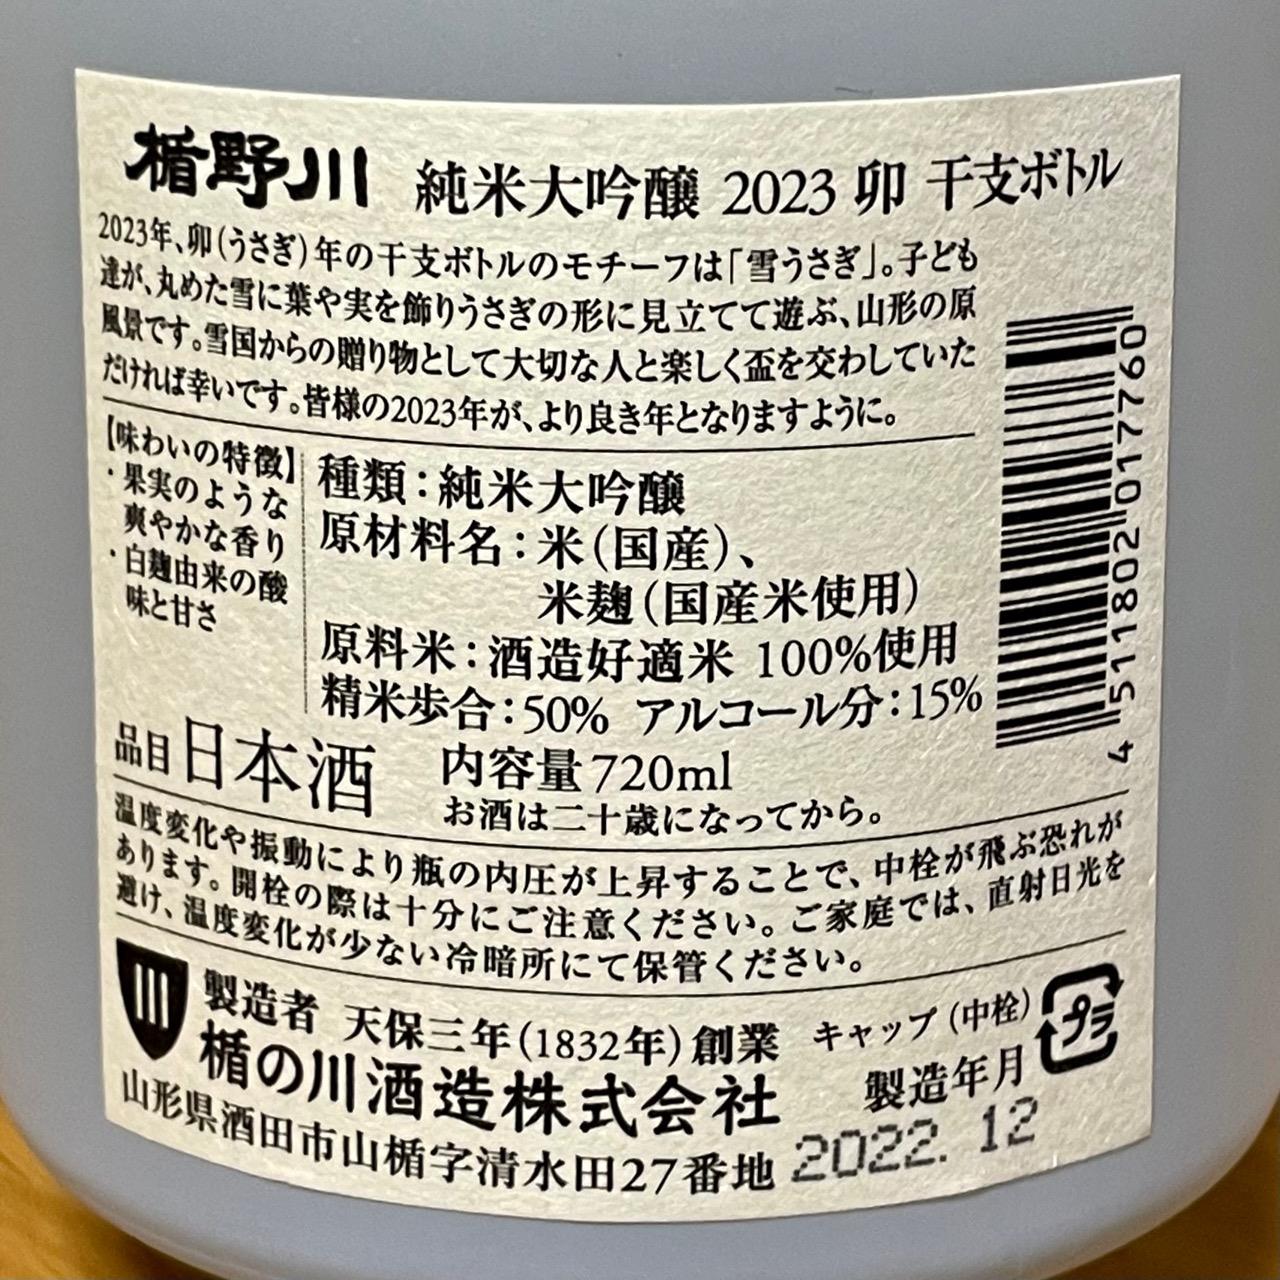 楯野川 純米大吟醸 2023 卯 干支ボトル
2023年、卯(うさぎ)年の干支ボトルのモチーフは「雪うさぎ」。子ども
達が、丸めた雪に葉や実を飾りうさぎの形に見立てて遊ぶ、山形の原
風景です。雪国からの贈り物として大切な人と楽しく盃を交わしていた
だければ幸いです。皆様の2023年が、より良き年となりますように。
【味わいの特徴】
・果実のような
爽やかな香り
・白麹由来の酸
味と甘さ
種類：純米大吟醸
原材料名：米(国産)、
米麹(国産米使用)
原料米：酒造好適米 100%使用
精米歩合：50% アルコール分：15%
4 511802 017760
品目 日本酒 内容量720ml
お酒は二十歳になってから。
温度変化や振動により瓶の内圧が上昇することで、中栓が飛ぶ恐れが
あります。開栓の際は十分にご注意ください。ご家庭では、直射日光を
避け、温度変化が少ない冷暗所にて保管ください。
製造者 天保三年(1832年)創業
楯の川酒造株式会社
山形県酒田市山楯字清水田27番地
キャップ(中栓)
プラ
製造年月
2022. 12